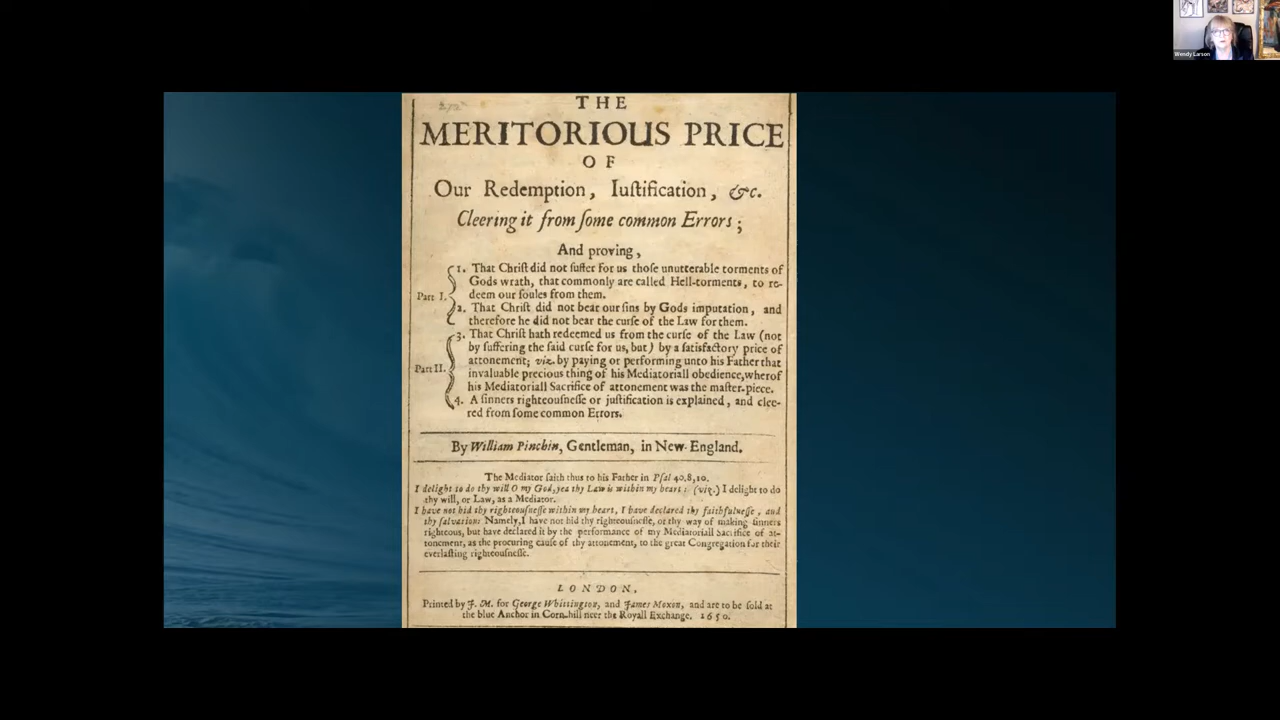 THE
MERITORIOUS PRICE
OF
Our Redemption, Iuſtification, &c.
Cleering it from ſome common Errors;
And proving,
Part I.
1. That Chriſt did not ſuffer for us thoſe unutterable torments of
Gods wrath, that commonly are called Hell-torments, to re-
deem our ſoules from them.
2. That Chriſt did not bear our ſins by Gods imputation, and
therefore he did not bear the curſe of the Law for them.
Part II.
3. That Chriſt hath redeemed us from the curſe of the Law (not
by ſuffering the ſaid curſe for us, but) by a ſatisfactory price of
attonement; viz. by paying or performing unto his Father that
invaluable precious thing of his Mediatoriall obedience, wherof
his Mediatoriall Sacrifice of attonement was the maſter-piece.
4. A ſinners righteouſneſſe or juſtification is explained, and clee-
red from ſome common Errors.
By William Pinchin, Gentleman, in New-England.
The Mediator ſaith thus to his Father in Pſal 40.8,10.
I delight to do thy will O my God, yea thy Law is within my heart: (viz.) I delight to do
thy will, or Law, as a Mediator.
I have not hid thy righteouſneſſe within my heart, I have declared thy faithfulneſſe, and
thy ſalvation: Namely, I have not hid thy righteouſneſſe, or thy way of making ſinners
righteous, but have declared it by the performance of my Mediatoriall Sacrifice of at-
tonement, as the procuring cauſe of thy attonement, to the great Congregation for their
everlaſting righteouſneſſe.
LONDON,
Printed by J. M. for George Whittington, and James Moxon, and are to be ſold at
the blue Anchor in Corn-hill neer the Royall Exchange. 1650.
Wendy Larson